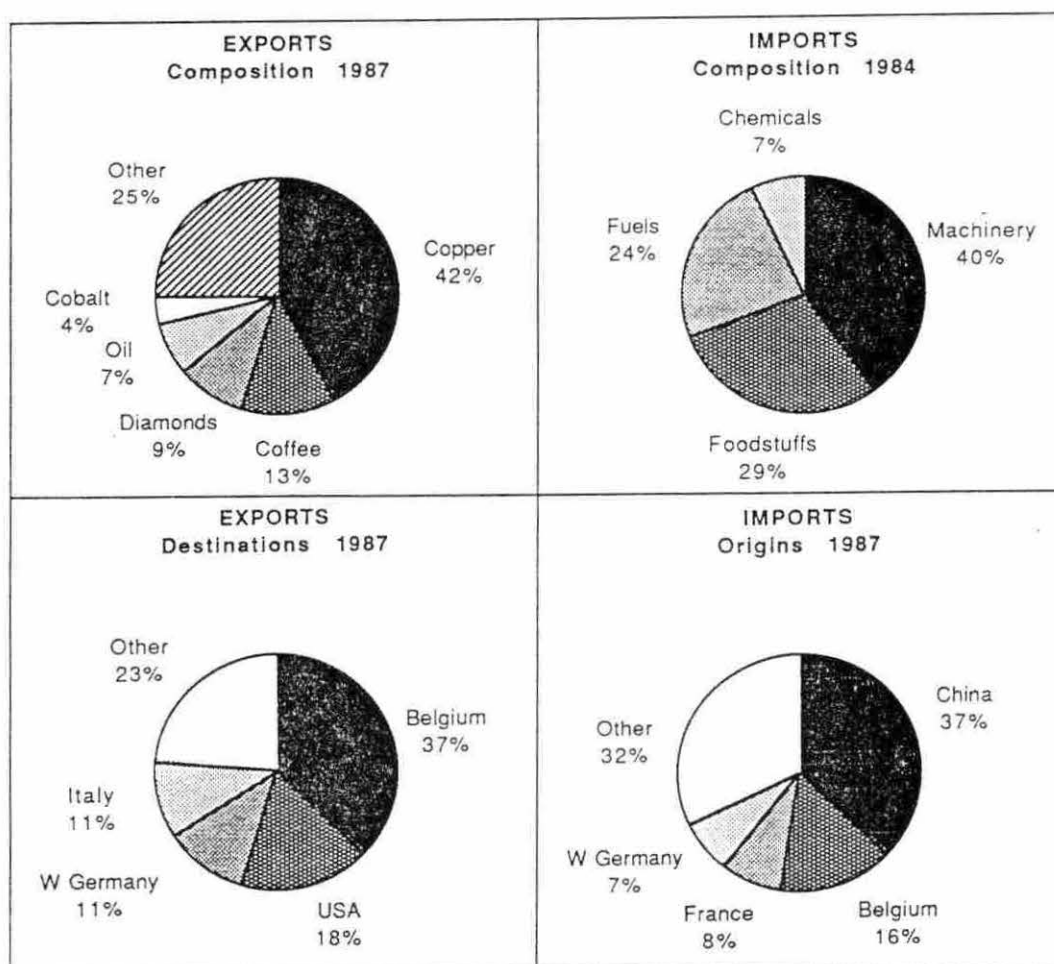 EXPORTS
Composition 1987
Other
25%
Copper
42%
Cobalt
4%
Oil
7%
Diamonds
9%
Coffee
13%
IMPORTS
Composition 1984
Chemicals
7%
Fuels
24%
Machinery
40%
Foodstuffs
29%
EXPORTS
Destinations 1987
Other
23%
Belgium
37%
Italy
11%
W Germany
11%
USA
18%
IMPORTS
Origins 1987
China
37%
Other
32%
W Germany
7%
France
8%
Belgium
16%